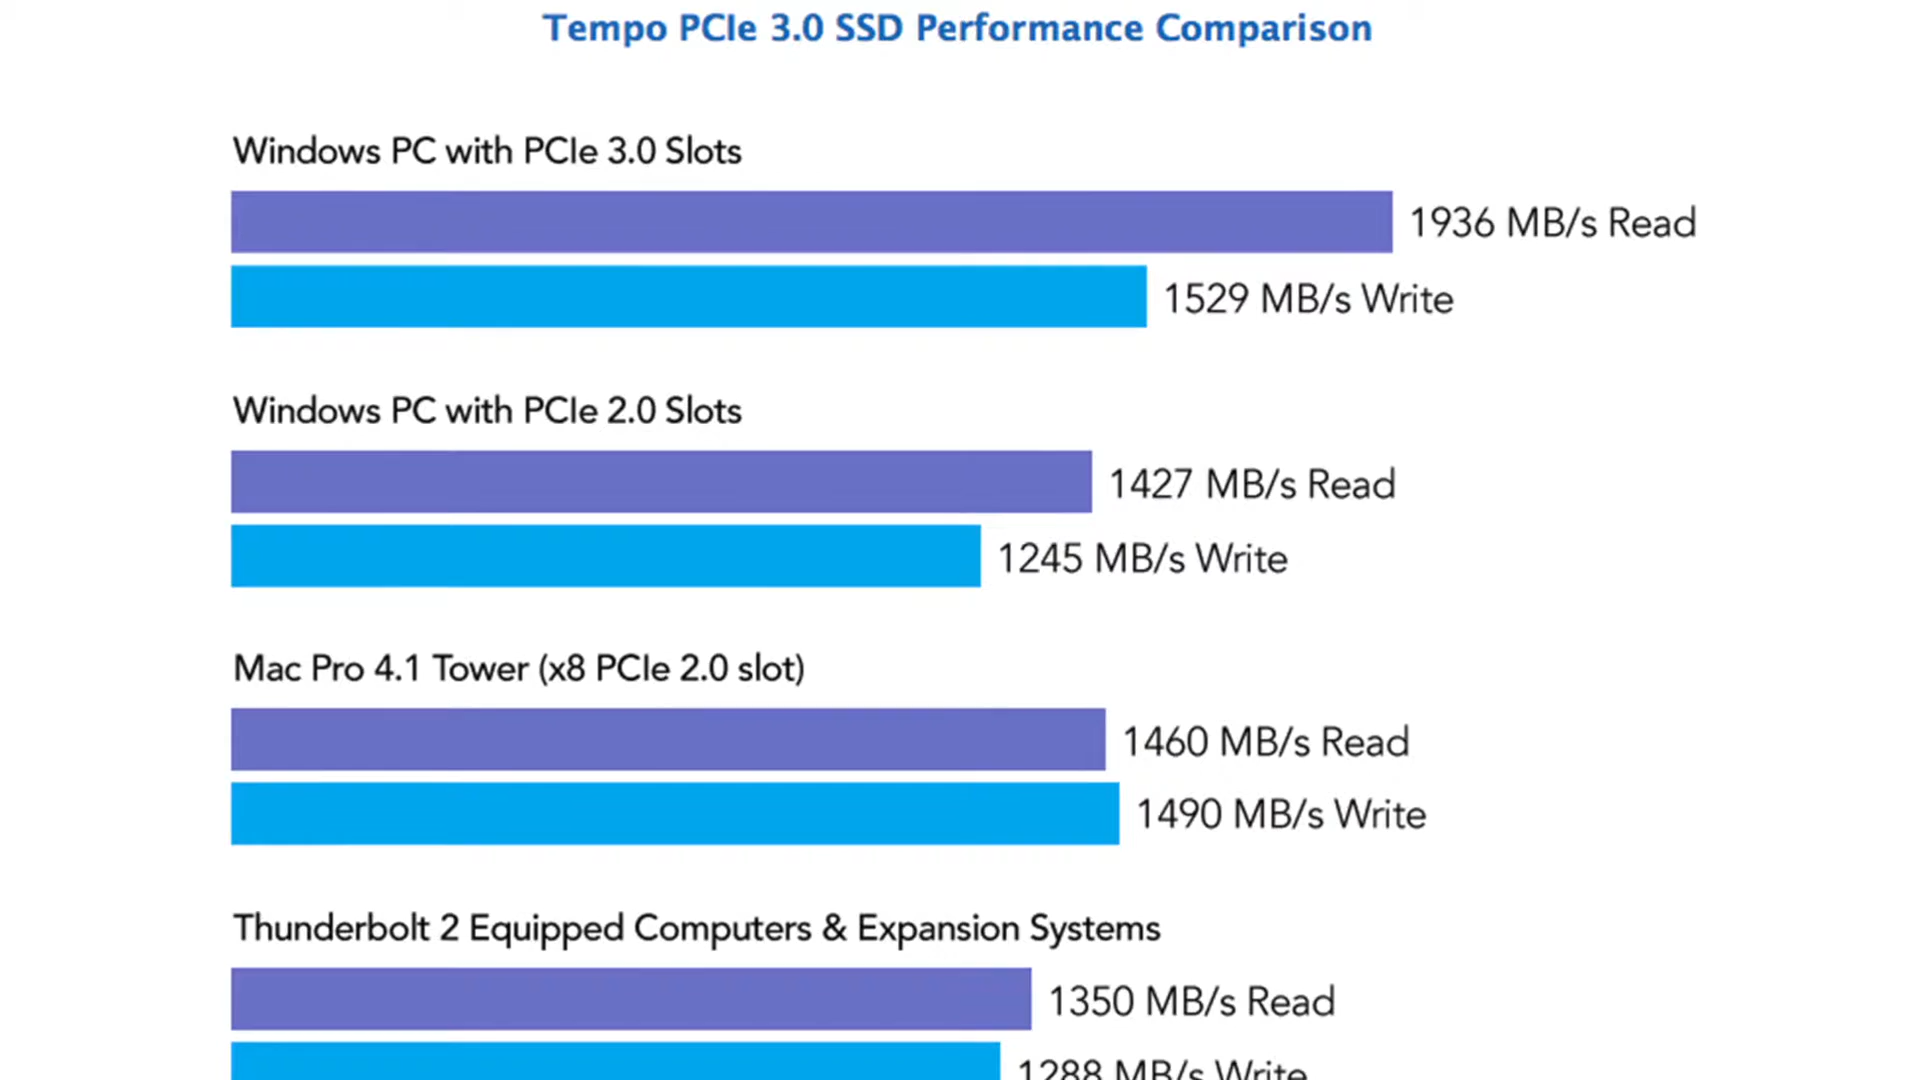 Tempo PCIe 3.0 SSD Performance Comparison
Windows PC with PCIe 3.0 Slots
1936 MB/s Read
1529 MB/s Write
Windows PC with PCIe 2.0 Slots
1427 MB/s Read
1245 MB/s Write
Mac Pro 4.1 Tower (x8 PCIe 2.0 slot)
1460 MB/s Read
1490 MB/s Write
Thunderbolt 2 Equipped Computers & Expansion Systems
1350 MB/s Read
1288 MB/s Write